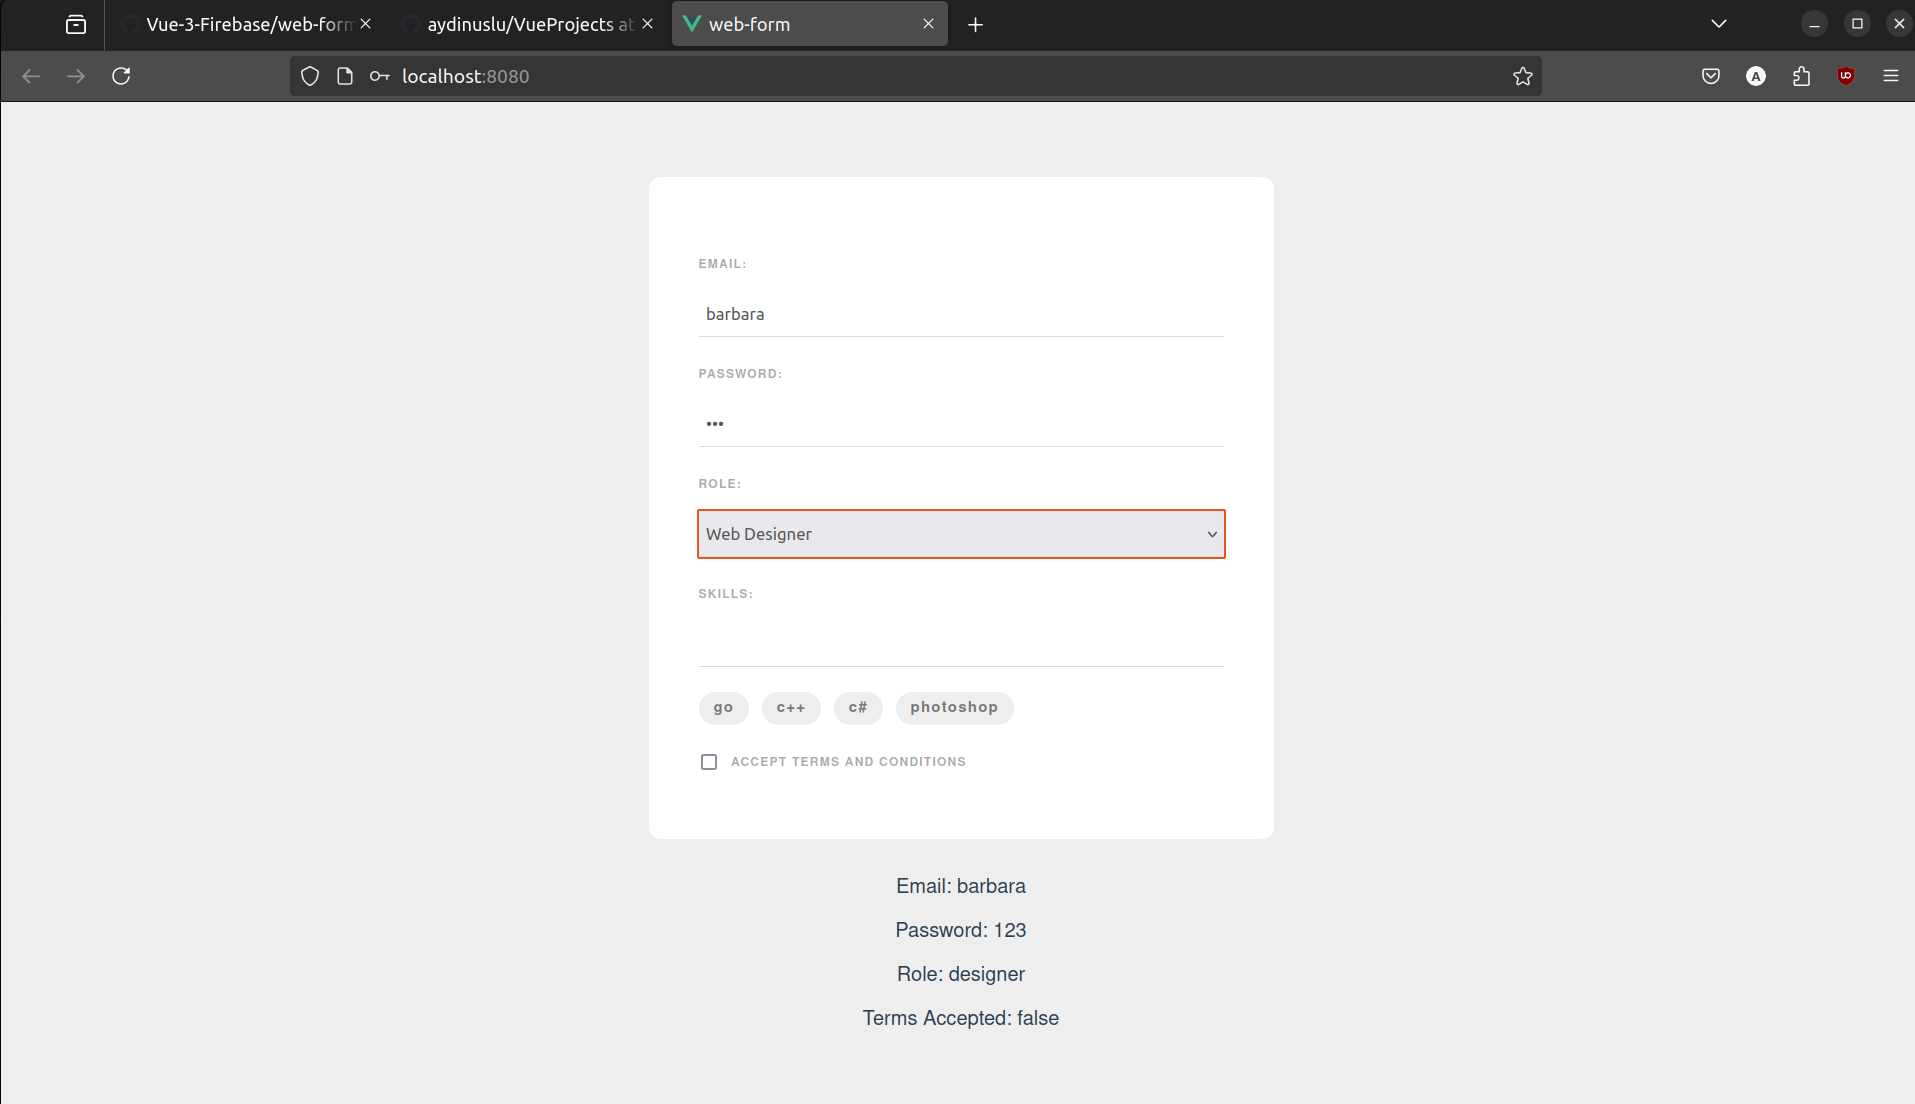 Vue-3-Firebase/web-form
aydinuslu/VueProjects at
web-form
localhost:8080
A
EMAIL:
barbara
PASSWORD:
•••
ROLE:
Web Designer
SKILLS:
go c++ c# photoshop
ACCEPT TERMS AND CONDITIONS
Email: barbara
Password: 123
Role: designer
Terms Accepted: false